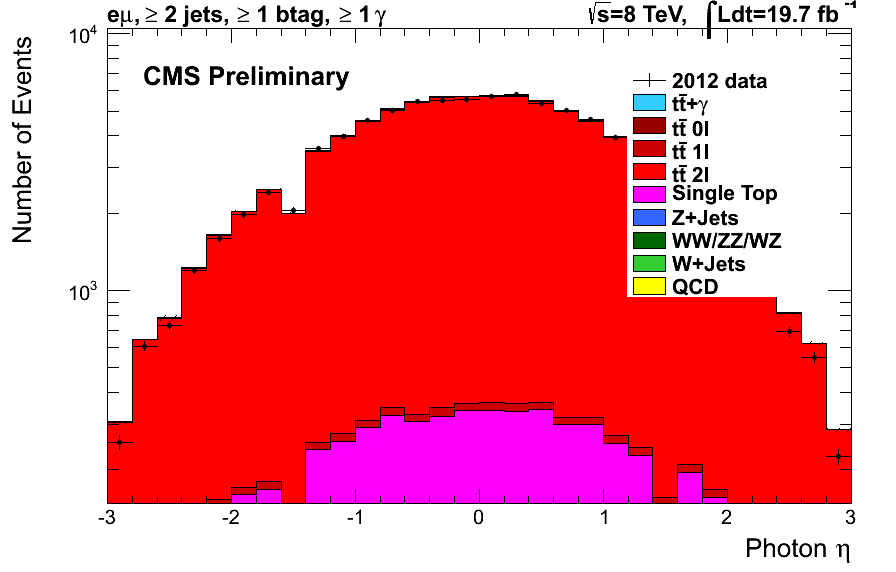 eμ, ≥ 2 jets, ≥ 1 btag, ≥ 1 γ
√s=8 TeV, ∫Ldt=19.7 fb⁻¹
CMS Preliminary
2012 data
tt̄+γ
tt̄ 0l
tt̄ 1l
tt̄ 2l
Single Top
Z+Jets
WW/ZZ/WZ
W+Jets
QCD
Number of Events
10⁴
10³
-3 -2 -1 0 1 2 3
Photon η